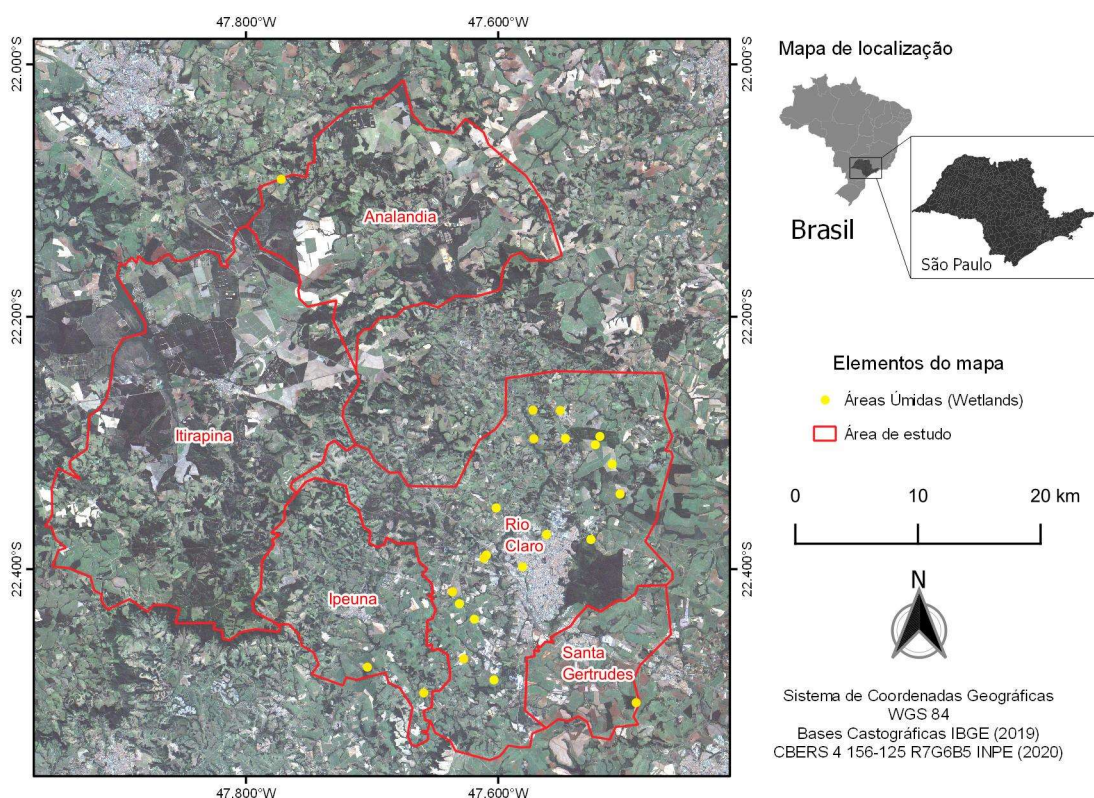 47.800°W
47.600°W
22.000°S
22.000°S
22.200°S
22.200°S
22.400°S
22.400°S
47.800°W
47.600°W
Analandia
Itirapina
Rio
Claro
Ipeuna
Santa
Gertrudes
Mapa de localização
Brasil
São Paulo
Elementos do mapa
Áreas Úmidas (Wetlands)
Área de estudo
0
10
20 km
N
Sistema de Coordenadas Geográficas
WGS 84
Bases Castográficas IBGE (2019)
CBERS 4 156-125 R7G6B5 INPE (2020)